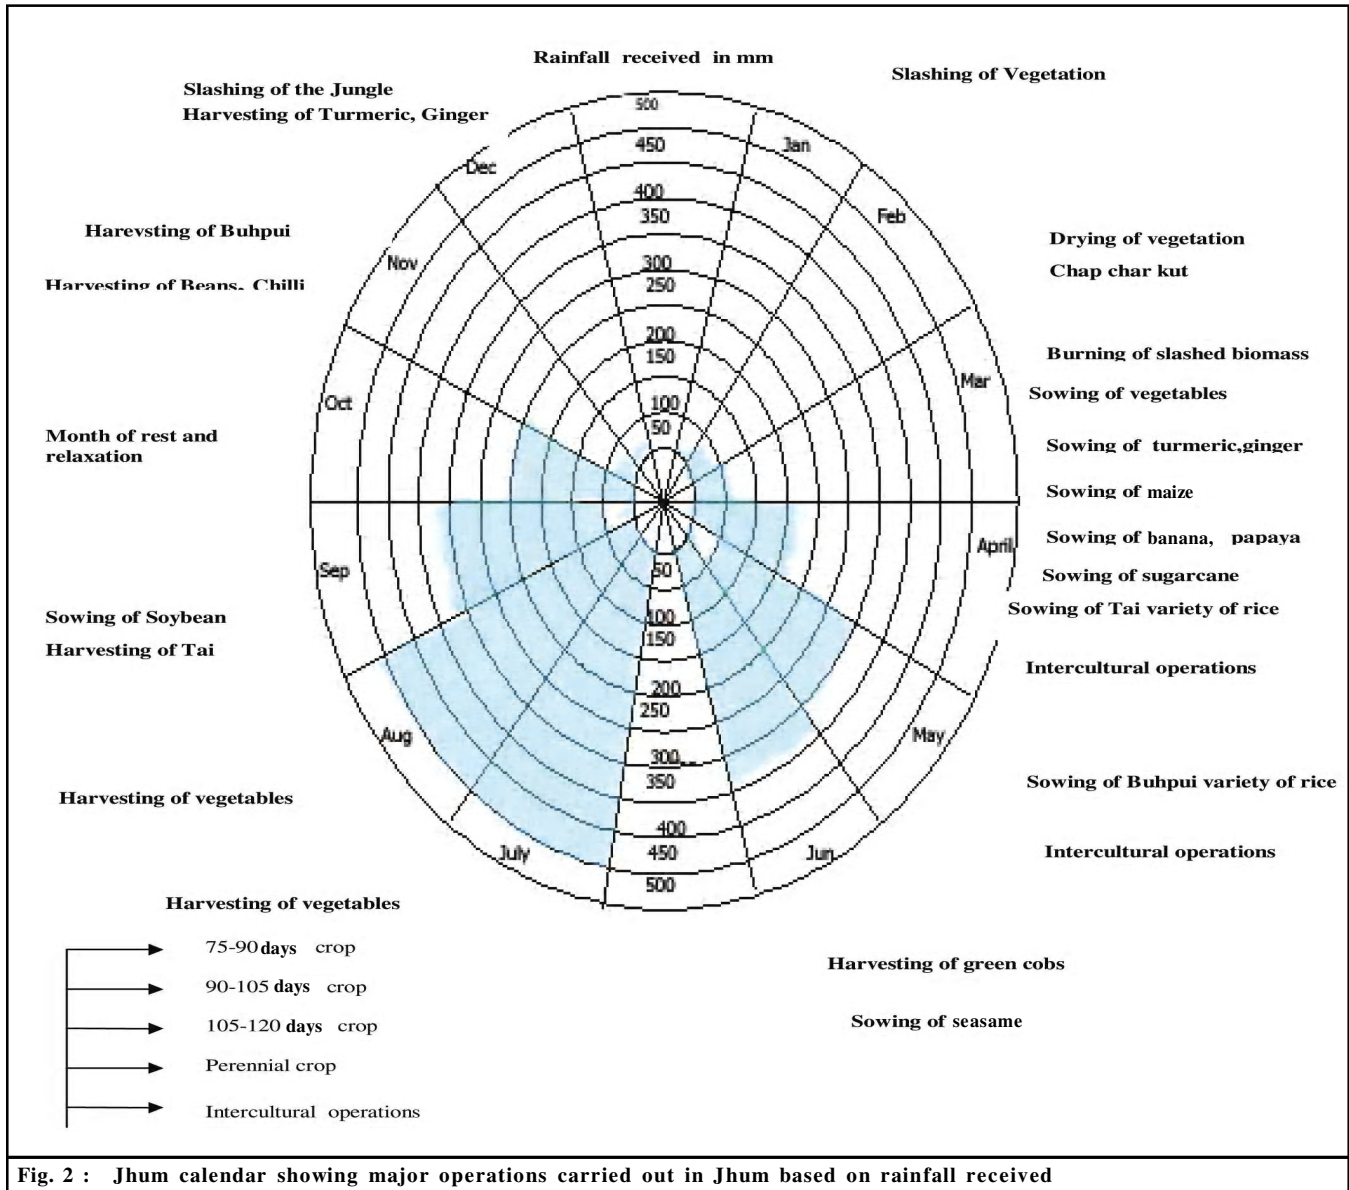 Rainfall received in mm
Slashing of Vegetation
Slashing of the Jungle
Harvesting of Turmeric, Ginger
500
450
400
350
300
250
200
150
100
50
Jan
Feb
Mar
April
May
Jun
July
Aug
Sep
Oct
Nov
Dec
50
100
150
200
250
300
350
400
450
500
Harevsting of Buhpui
Harvesting of Beans, Chilli
Month of rest and
relaxation
Sowing of Soybean
Harvesting of Tai
Harvesting of vegetables
Harvesting of vegetables
Drying of vegetation
Chap char kut
Burning of slashed biomass
Sowing of vegetables
Sowing of turmeric,ginger
Sowing of maize
Sowing of banana, papaya
Sowing of sugarcane
Sowing of Tai variety of rice
Intercultural operations
Sowing of Buhpui variety of rice
Intercultural operations
Harvesting of green cobs
Sowing of seasame
75-90 days crop
90-105 days crop
105-120 days crop
Perennial crop
Intercultural operations
Fig. 2 : Jhum calendar showing major operations carried out in Jhum based on rainfall received